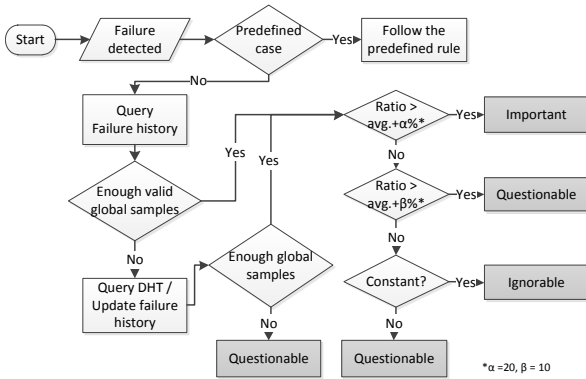 Start
Failure
detected
Predefined
case
Yes
Follow the
predefined rule
No
Query
Failure history
Ratio >
avg.+α%*
Yes
Important
Yes
Yes
No
Enough valid
global samples
Ratio >
avg.+β%*
Yes
Questionable
No
No
Query DHT /
Update failure
history
Enough global
samples
Constant?
Yes
Ignorable
No
No
Questionable
Questionable
*α =20, β = 10